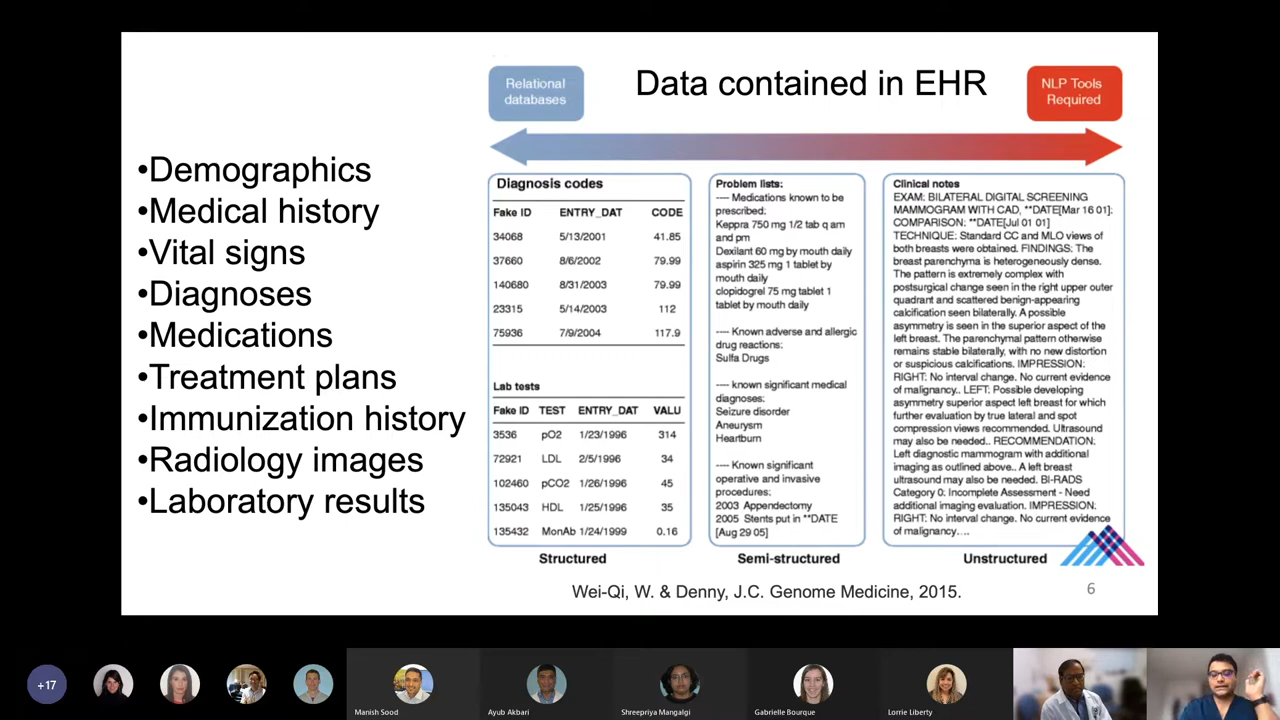 Data contained in EHR
Relational
databases
NLP Tools
Required
•Demographics
•Medical history
•Vital signs
•Diagnoses
•Medications
•Treatment plans
•Immunization history
•Radiology images
•Laboratory results
Diagnosis codes
Fake ID ENTRY_DAT CODE
34068 5/13/2001 41.85
37660 8/6/2002 79.99
140680 8/31/2003 79.99
23315 5/14/2003 112
75936 7/9/2004 117.9
Lab tests
Fake ID TEST ENTRY_DAT VALU
3536 pO2 1/23/1996 314
72921 LDL 2/5/1996 34
102460 pCO2 1/26/1996 45
135043 HDL 1/25/1996 35
135432 MonAb 1/24/1999 0.16
Structured
Problem lists:
---- Medications known to be
prescribed:
Keppra 750 mg 1/2 tab q am
and pm
Dexilant 60 mg by mouth daily
aspirin 325 mg 1 tablet by
mouth daily
clopidogrel 75 mg tablet 1
tablet by mouth daily
---- Known adverse and allergic
drug reactions:
Sulfa Drugs
---- known significant medical
diagnoses:
Seizure disorder
Aneurysm
Heartburn
---- Known significant
operative and invasive
procedures:
2003 Appendectomy
2005 Stents put in **DATE
[Aug 29 05]
Semi-structured
Clinical notes
EXAM: BILATERAL DIGITAL SCREENING
MAMMOGRAM WITH CAD, **DATE[Mar 16 01]:
COMPARISON: **DATE[Jul 01 01]
TECHNIQUE: Standard CC and MLO views of
both breasts were obtained. FINDINGS: The
breast parenchyma is heterogeneously dense.
The pattern is extremely complex with
postsurgical change seen in the right upper outer
quadrant and scattered benign-appearing
calcification seen bilaterally. A possible
asymmetry is seen in the superior aspect of the
left breast. The parenchymal pattern otherwise
remains stable bilaterally, with no new distortion
or suspicious calcifications. IMPRESSION:
RIGHT: No interval change. No current evidence
of malignancy.. LEFT: Possible developing
asymmetry superior aspect left breast for which
further evaluation by true lateral and spot
compression views recommended. Ultrasound
may also be needed.. RECOMMENDATION:
Left diagnostic mammogram with additional
imaging as outlined above.. A left breast
ultrasound may also be needed. BI-RADS
Category 0: Incomplete Assessment - Need
additional imaging evaluation. IMPRESSION:
RIGHT: No interval change. No current evidence
of malignancy....
Unstructured
Wei-Qi, W. & Denny, J.C. Genome Medicine, 2015.
6
+17
Manish Sood
Ayub Akbari
Shreepriya Mangalgi
Gabrielle Bourque
Lorrie Liberty